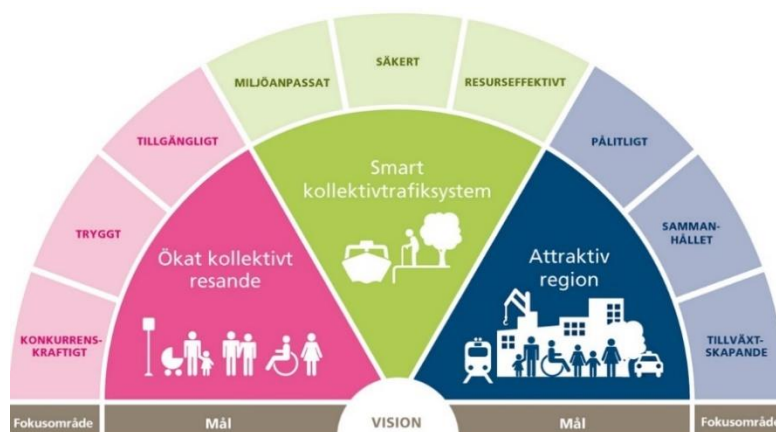 SÄKERT
MILJÖANPASSAT
RESURSEFFEKTIVT
TILLGÄNGLIGT
PÅLITLIGT
Smart
kollektivtrafiksystem
TRYGGT
SAMMAN-
HÅLLET
Ökat kollektivt
resande
Attraktiv
region
KONKURRENS-
KRAFTIGT
TILLVÄXT-
SKAPANDE
Fokusområde Mål VISION Mål Fokusområde